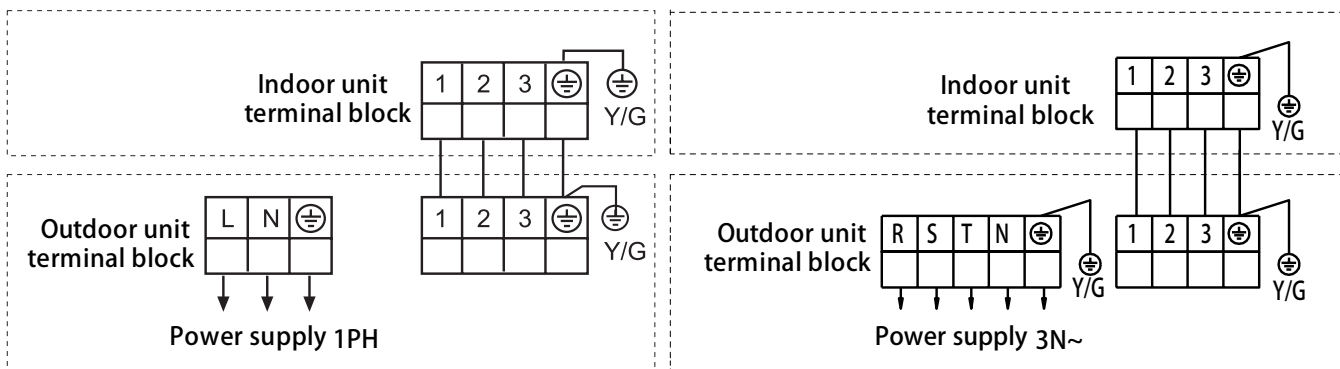 Indoor unit
terminal block
1 2 3
Y/G
Outdoor unit
terminal block
L N
1 2 3
Y/G
Power supply 1PH
Indoor unit
terminal block
1 2 3
Y/G
Outdoor unit
terminal block
R S T N
Y/G
1 2 3
Y/G
Power supply 3N~